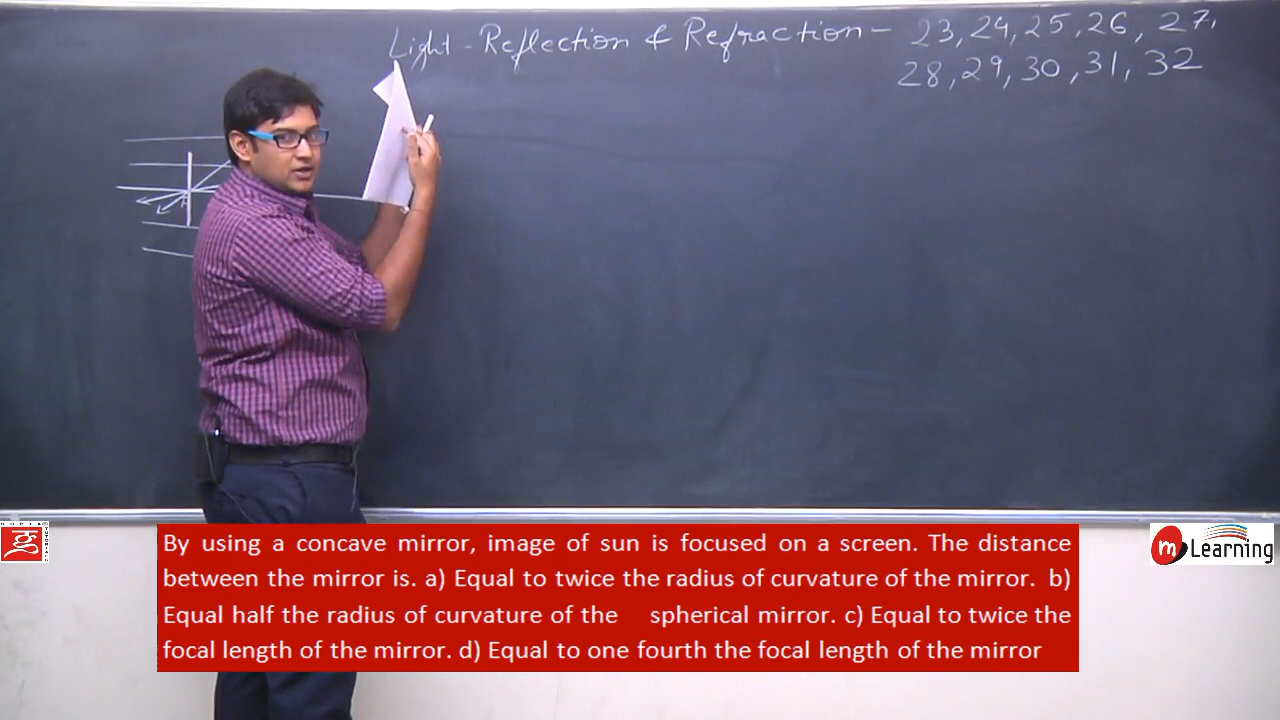 Light - Reflection & Refraction - 23, 24, 25, 26, 27,
28, 29, 30, 31, 32
By using a concave mirror, image of sun is focused on a screen. The distance
between the mirror is. a) Equal to twice the radius of curvature of the mirror. b)
Equal half the radius of curvature of the spherical mirror. c) Equal to twice the
focal length of the mirror. d) Equal to one fourth the focal length of the mirror
m Learning